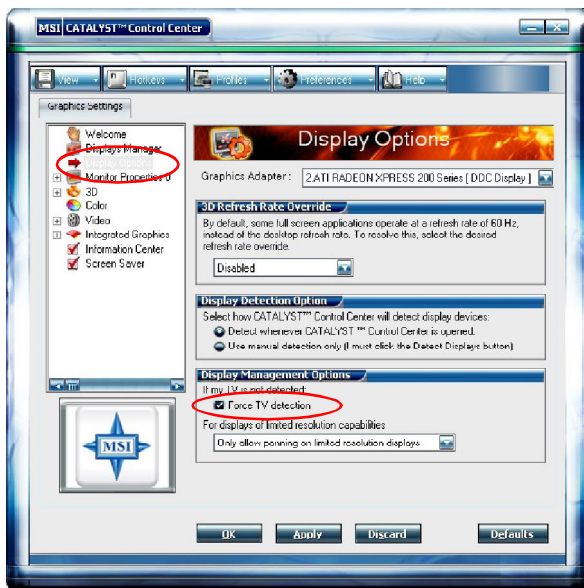 MSI CATALYST™ Control Center
View
Hotkeys
Profiles
Preferences
Help
Graphics Settings
Welcome
Displays Manager
Display Options
Monitor Properties 0
3D
Color
Video
Integrated Graphics
Information Center
Screen Saver
MSI
Display Options
Graphics Adapter: 2.ATI RADEON XPRESS 200 Series [ DDC Display ]
3D Refresh Rate Override
By default, some full screen applications operate at a refresh rate of 60 Hz,
instead of the desktop refresh rate. To resolve this, select the desired
refresh rate override.
Disabled
Display Detection Option
Select how CATALYST™ Control Center will detect display devices:
Detect whenever CATALYST ™ Control Center is opened.
Use manual detection only (I must click the Detect Displays button)
Display Management Options
If my TV is not detected:
Force TV detection
For displays of limited resolution capabilities
Only allow panning on limited resolution displays
OK
Apply
Discard
Defaults